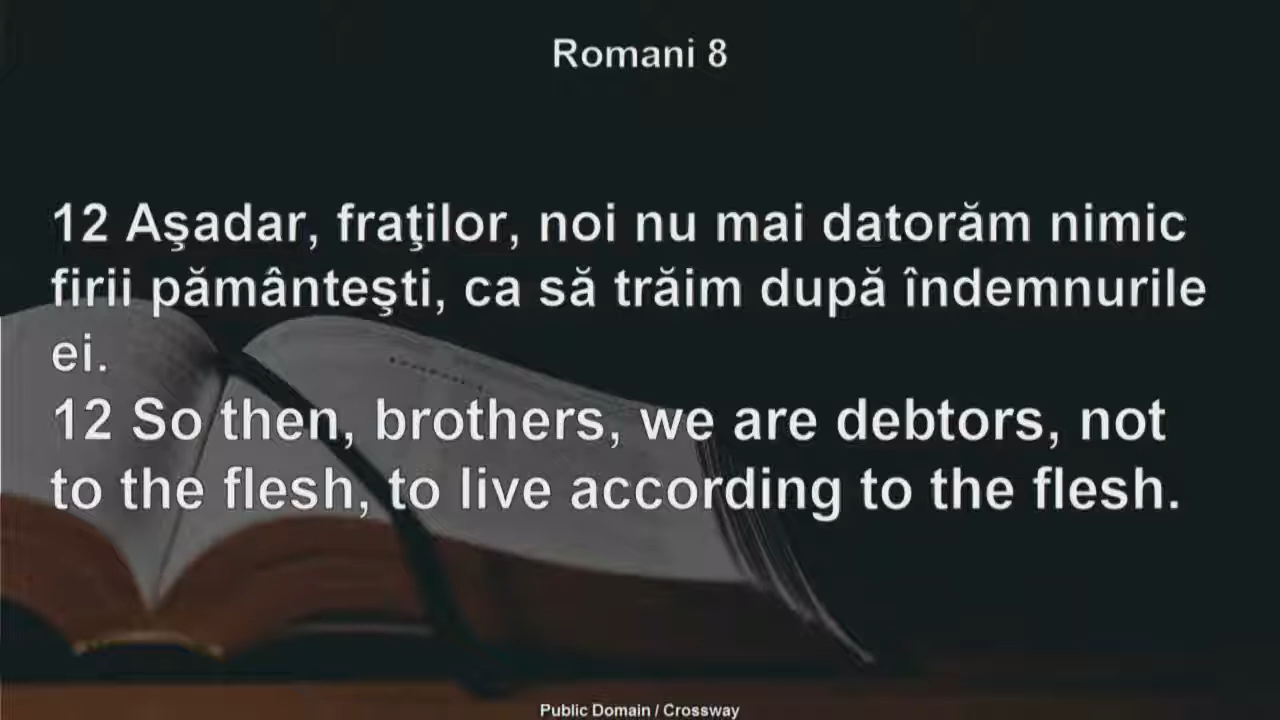 Romani 8
12 Aşadar, fraţilor, noi nu mai datorăm nimic
firii pământeşti, ca să trăim după îndemnurile
ei.
12 So then, brothers, we are debtors, not
to the flesh, to live according to the flesh.
Public Domain / Crossway